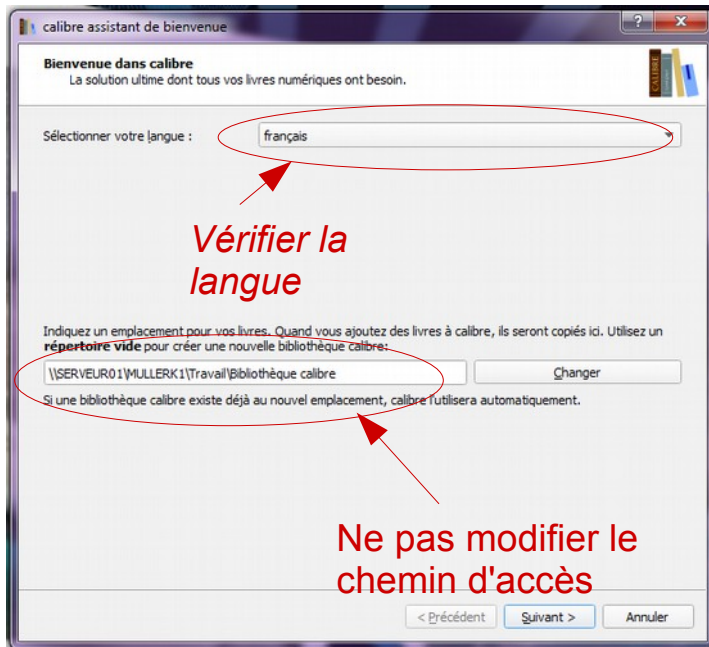 calibre assistant de bienvenue
Bienvenue dans calibre
La solution ultime dont tous vos livres numériques ont besoin.
CALIBRE
Sélectionner votre langue :
français
Vérifier la
langue
Indiquez un emplacement pour vos livres. Quand vous ajoutez des livres à calibre, ils seront copiés ici. Utilisez un
répertoire vide pour créer une nouvelle bibliothèque calibre:
\\SERVEUR01\MULLERK1\Travail\Bibliothèque calibre
Changer
Si une bibliothèque calibre existe déjà au nouvel emplacement, calibre l'utilisera automatiquement.
Ne pas modifier le
chemin d'accès
< Précédent
Suivant >
Annuler